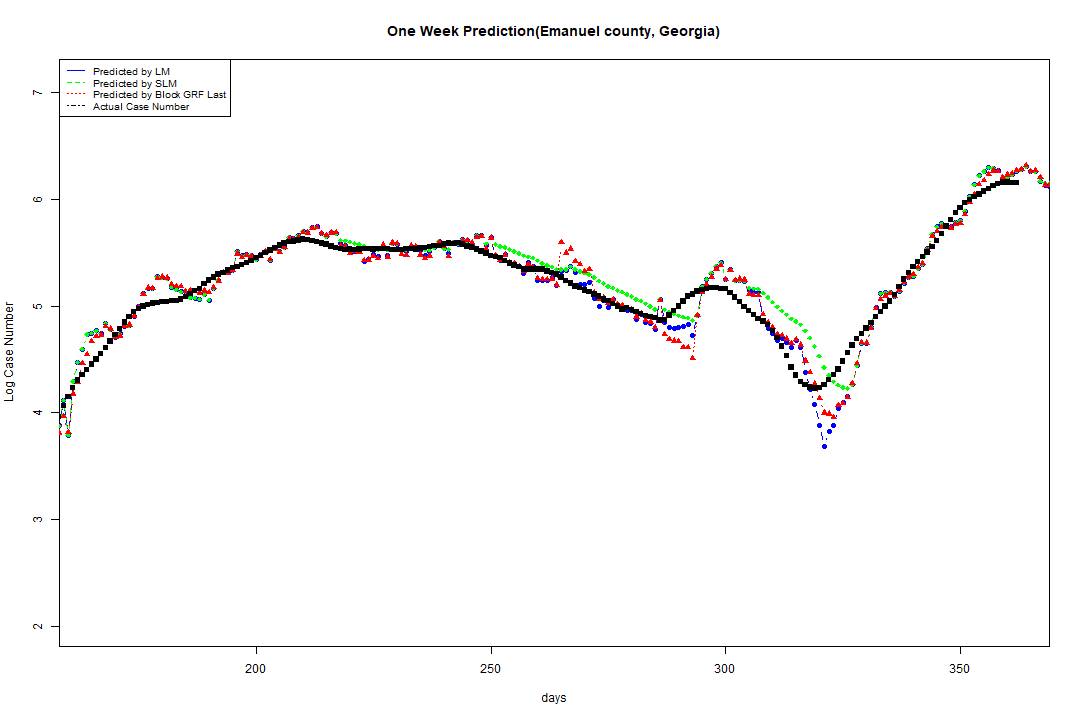 One Week Prediction(Emanuel county, Georgia)
Predicted by LM
Predicted by SLM
Predicted by Block GRF Last
Actual Case Number
Log Case Number
7
6
5
4
3
2
200
250
300
350
days